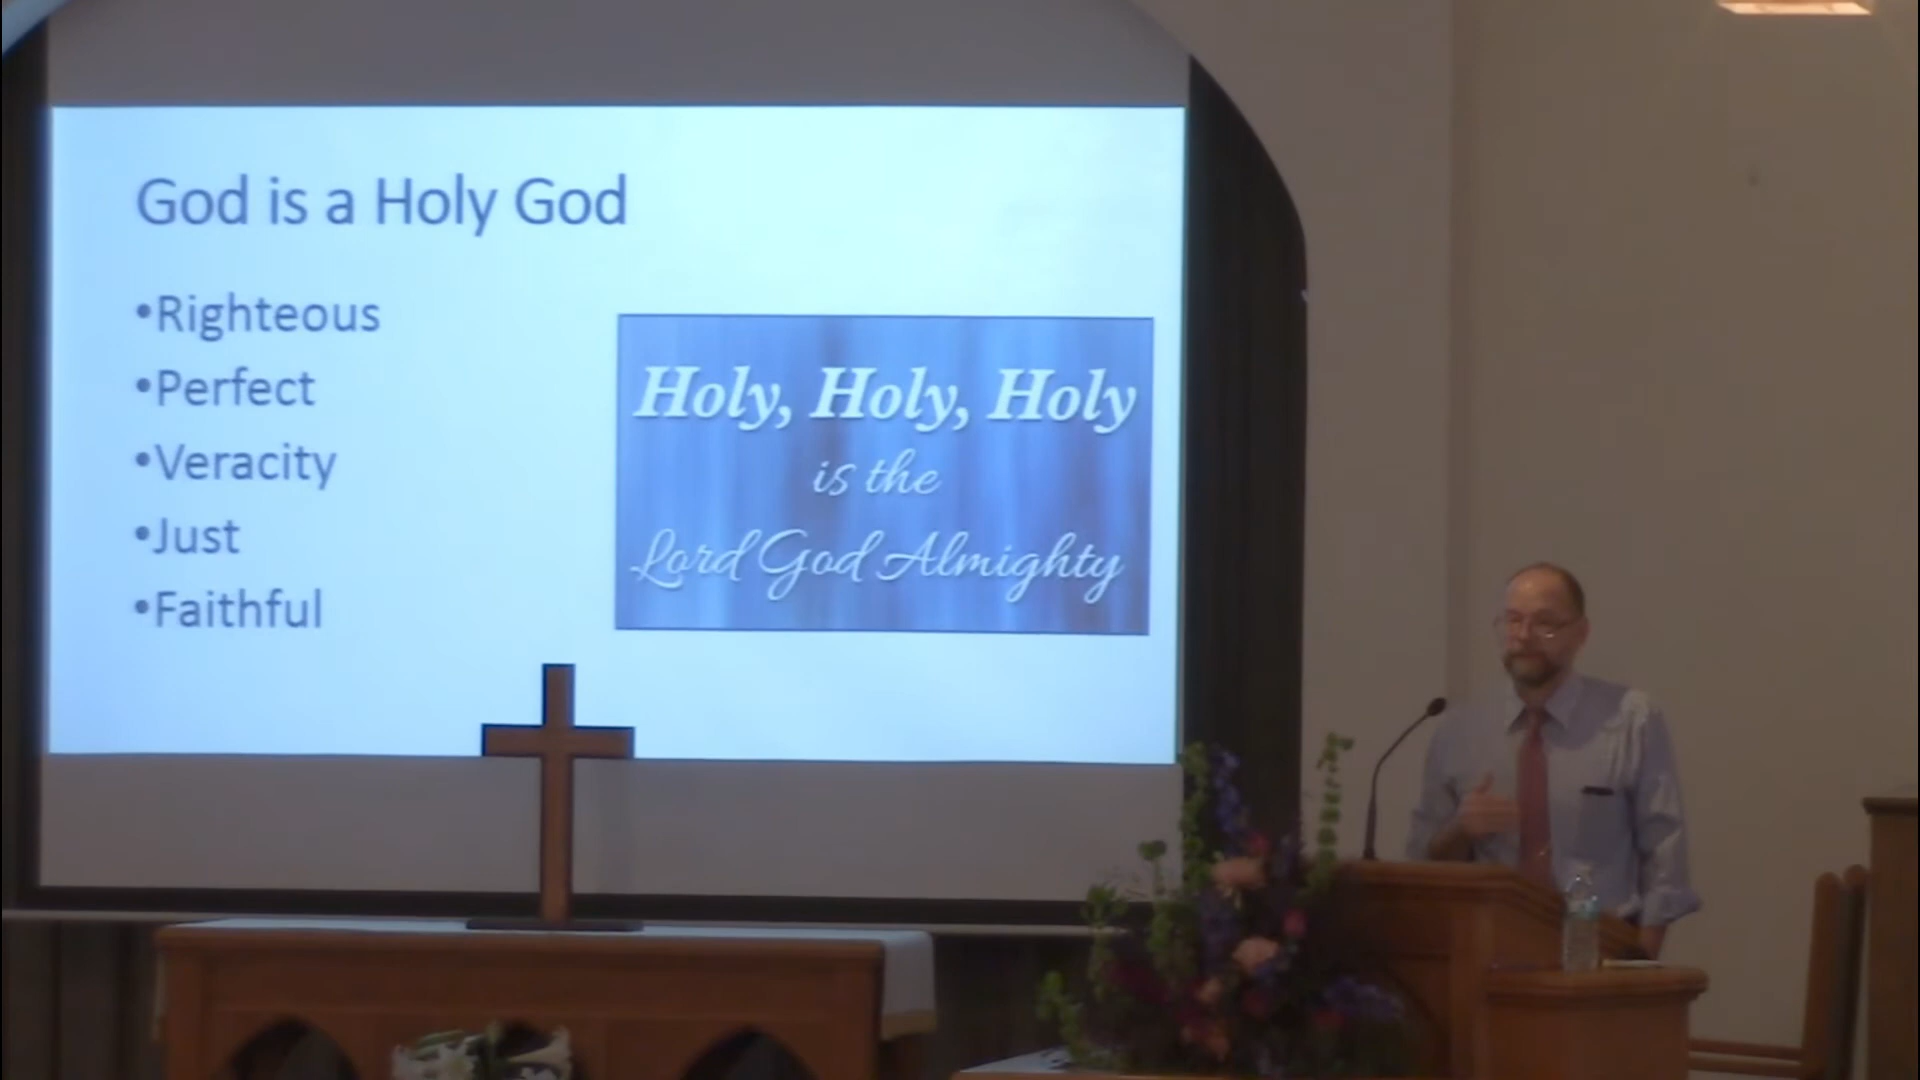 God is a Holy God
•Righteous
•Perfect
•Veracity
•Just
•Faithful
Holy, Holy, Holy
is the
Lord God Almighty